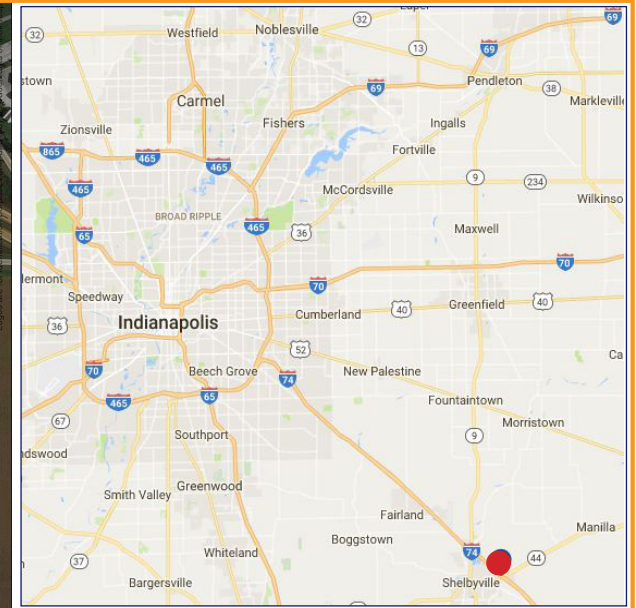 32
Westfield
Noblesville
32
69
13
69
Pendleton
stown
69
38
Carmel
Markleville
Zionsville
Fishers
Ingalls
865
465
465
Fortville
465
McCordsville
9
234
Wilkinso
BROAD RIPPLE
65
465
36
Maxwell
70
lermont
70
Speedway
Cumberland
40
Greenfield
40
36
Indianapolis
52
Ca
70
Beech Grove
74
New Palestine
465
65
Fountaintown
67
Morristown
Southport
9
ndswood
Smith Valley
Greenwood
Fairland
Manilla
Boggstown
37
Whiteland
74
44
Bargersville
Shelbyville